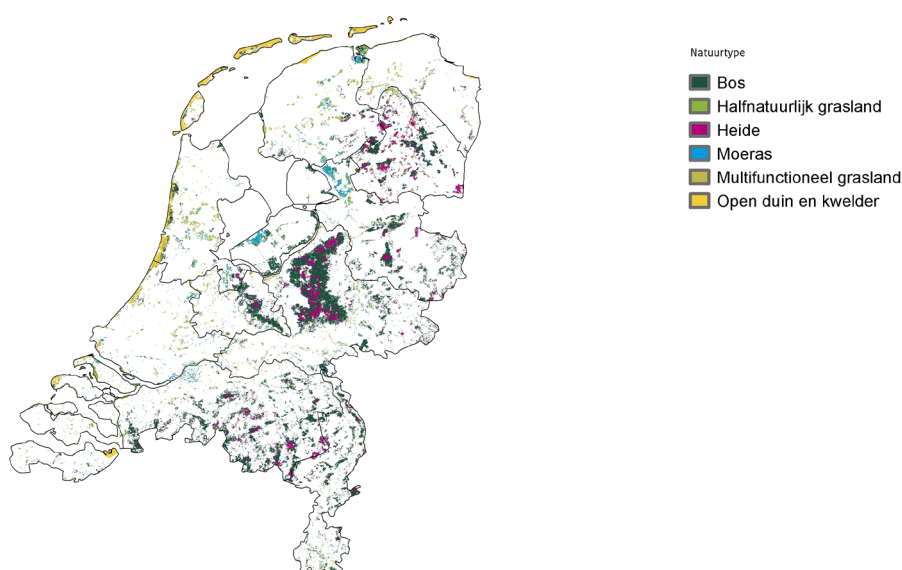 Natuurtype
Bos
Halfnatuurlijk grasland
Heide
Moeras
Multifunctioneel grasland
Open duin en kwelder